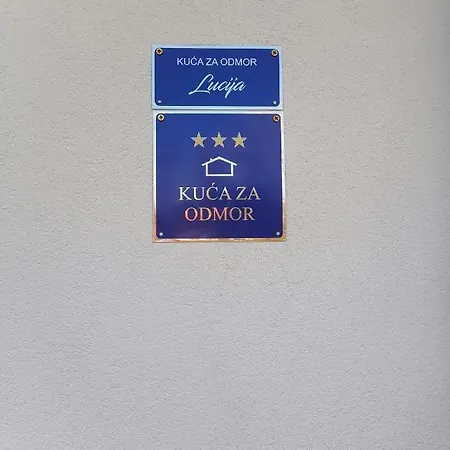 KUĆA ZA ODMOR
Lucija
KUĆA ZA
ODMOR